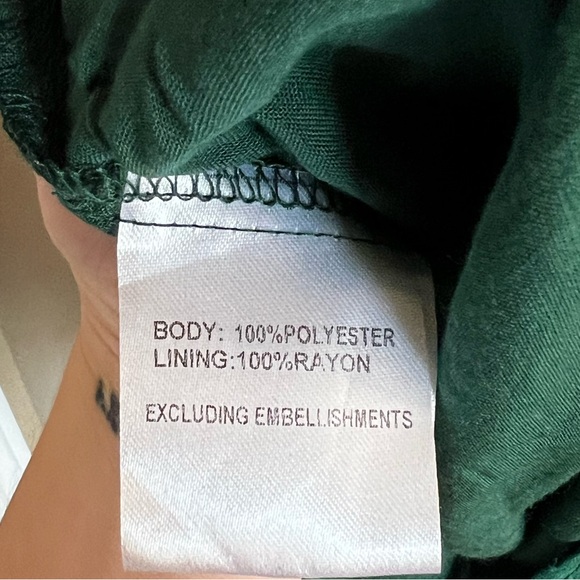 BODY: 100%POLYESTER
LINING:100%RAYON
EXCLUDING EMBELLISHMENTS